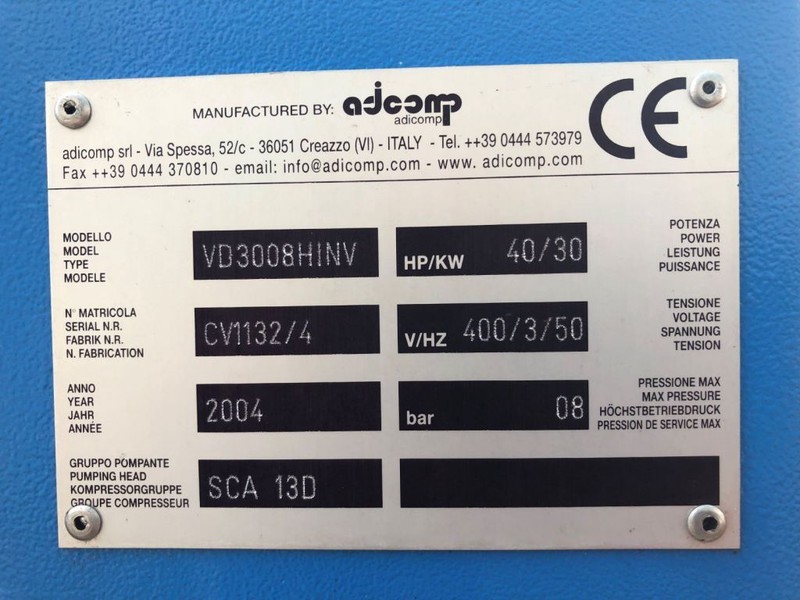 MANUFACTURED BY: adicomp
adicomp
CE
adicomp srl - Via Spessa, 52/c - 36051 Creazzo (VI) - ITALY - Tel. ++39 0444 573979
Fax ++39 0444 370810 - email: info@adicomp.com - www. adicomp.com
MODELLO
MODEL
TYPE
MODELE
VD3008HINV
HP/KW 40/30
POTENZA
POWER
LEISTUNG
PUISSANCE
N° MATRICOLA
SERIAL N.R.
FABRIK N.R.
N. FABRICATION
CV1132/4
V/HZ 400/3/50
TENSIONE
VOLTAGE
SPANNUNG
TENSION
ANNO
YEAR
JAHR
ANNÉE
2004
bar 08
PRESSIONE MAX
MAX PRESSURE
HÖCHSTBETRIEBDRUCK
PRESSION DE SERVICE MAX
GRUPPO POMPANTE
PUMPING HEAD
KOMPRESSORGRUPPE
GROUPE COMPRESSEUR
SCA 13D